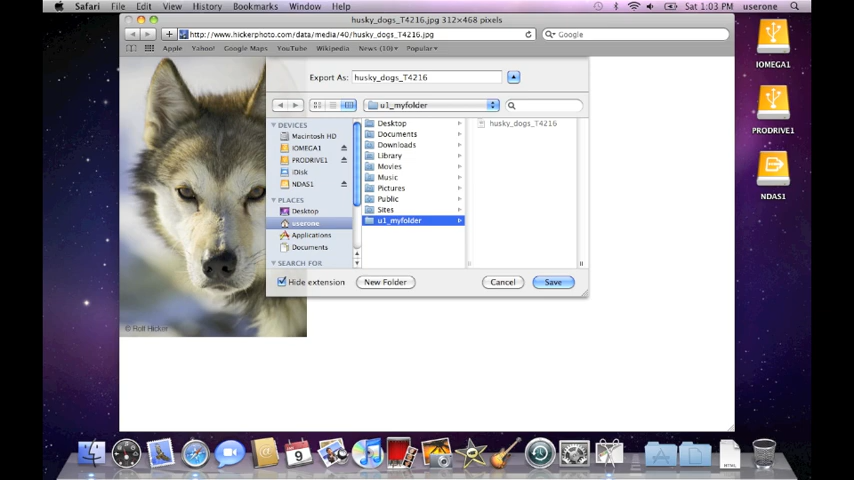 Safari File Edit View History Bookmarks Window Help Sat 1:03 PM userone
husky_dogs_T4216.jpg 312×468 pixels
http://www.hickerphoto.com/data/media/40/husky_dogs_T4216.jpg Google
Apple Yahoo! Google Maps YouTube Wikipedia News (10) Popular
Export As: husky_dogs_T4216
u1_myfolder
DEVICES
Macintosh HD
IOMEGA1
PRODRIVE1
iDisk
NDAS1
PLACES
Desktop
userone
Applications
Documents
SEARCH FOR
Desktop
Documents
Downloads
Library
Movies
Music
Pictures
Public
Sites
u1_myfolder
husky_dogs_T4216
Hide extension New Folder Cancel Save
© Rolf Hicker
IOMEGA1
PRODRIVE1
NDAS1
9
HTML